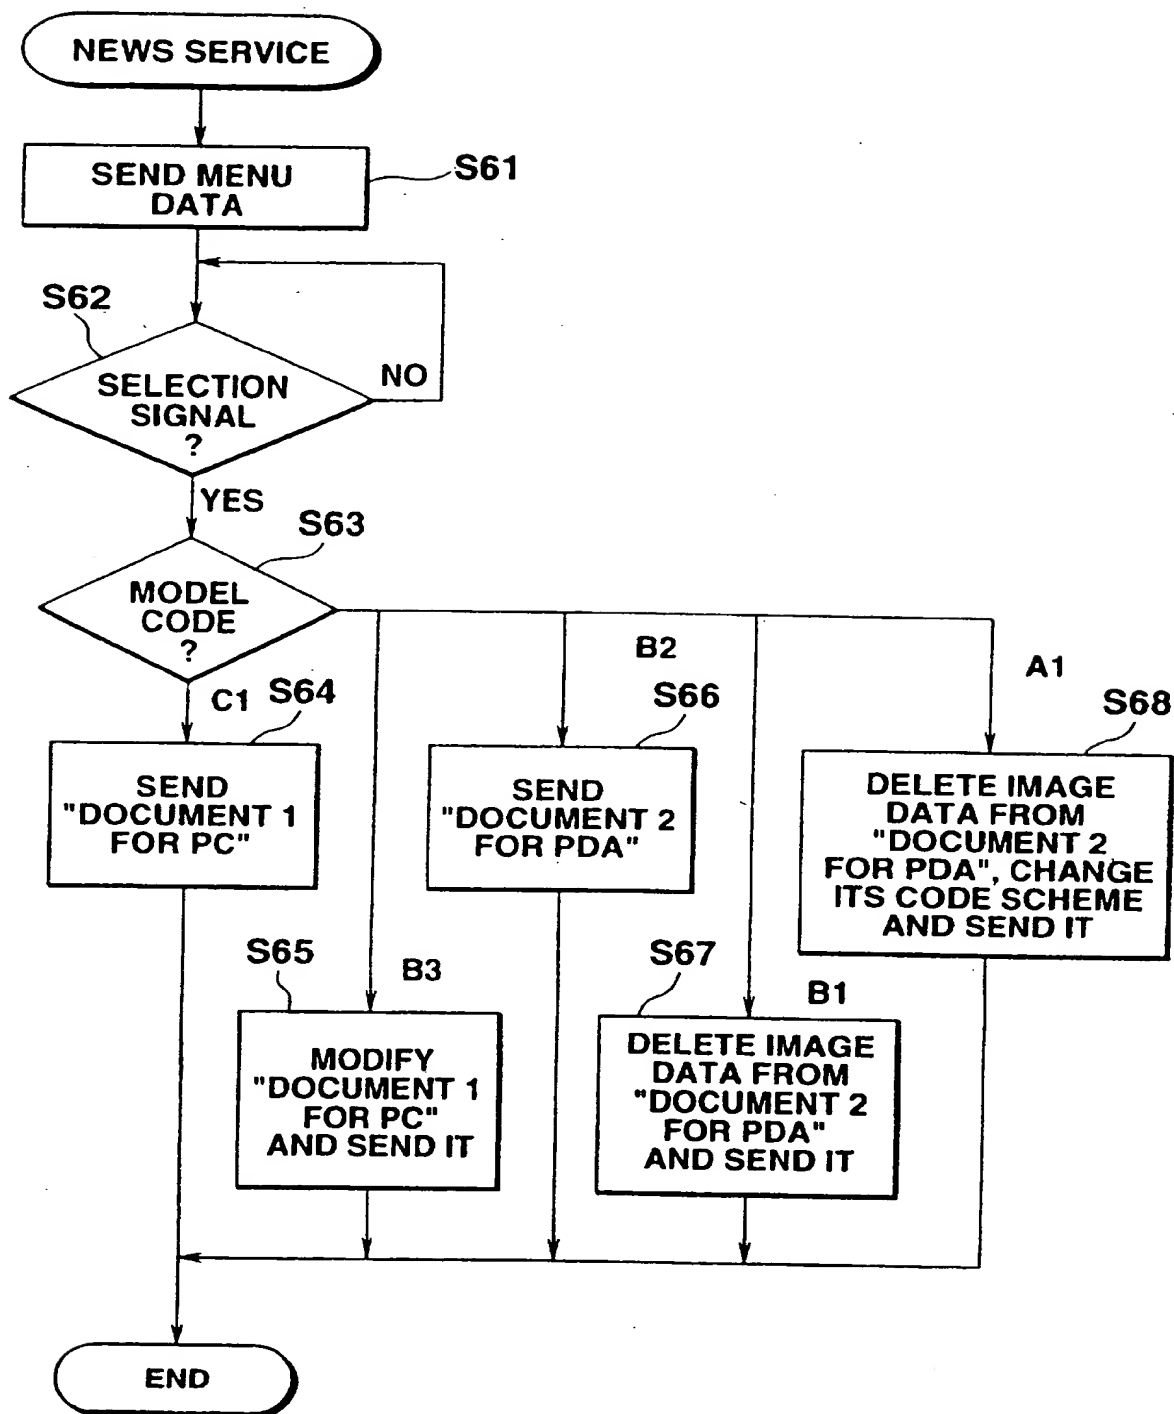 NEWS SERVICE
SEND MENU
DATA
S61
S62
SELECTION
SIGNAL
?
NO
YES
S63
MODEL
CODE
?
C1
S64
SEND
"DOCUMENT 1
FOR PC"
B3
S65
MODIFY
"DOCUMENT 1
FOR PC"
AND SEND IT
B2
S66
SEND
"DOCUMENT 2
FOR PDA"
B1
S67
DELETE IMAGE
DATA FROM
"DOCUMENT 2
FOR PDA"
AND SEND IT
A1
S68
DELETE IMAGE
DATA FROM
"DOCUMENT 2
FOR PDA", CHANGE
ITS CODE SCHEME
AND SEND IT
END